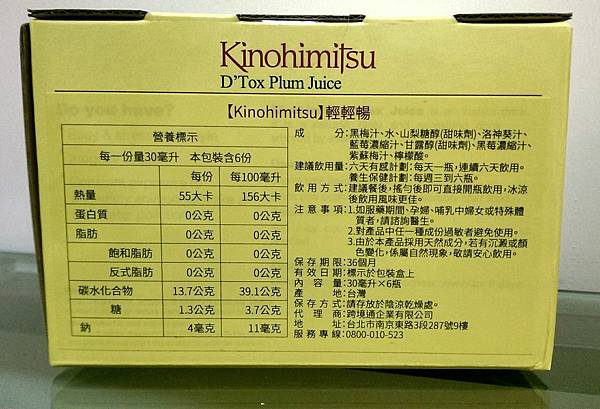 Kinohimitsu
D'Tox Plum Juice
【Kinohimitsu】輕輕暢
營養標示
每一份量30毫升 本包裝含6份
每份 每100毫升
熱量 55大卡 156大卡
蛋白質 0公克 0公克
脂肪 0公克 0公克
飽和脂肪 0公克 0公克
反式脂肪 0公克 0公克
碳水化合物 13.7公克 39.1公克
糖 1.3公克 3.7公克
鈉 4毫克 11毫克
成分:黑梅汁、水、山梨糖醇(甜味劑)、洛神葵汁、
藍莓濃縮汁、甘露醇(甜味劑)、黑莓濃縮汁、
紫蘇梅汁、檸檬酸。
建議飲用量:六天有感計劃:每天一瓶,連續六天飲用。
養生保健計劃:每週三到六瓶。
飲用方式:建議餐後,搖勻後即可直接開瓶飲用,冰涼
後飲用風味更佳。
注意事項:1.如服藥期間、孕婦、哺乳中婦女或特殊體
質者,請諮詢醫生。
2.對產品中任一種成份過敏者避免使用。
3.由於本產品採用天然成分,若有沉澱或顏
色變化,係屬自然現象,敬請安心飲用。
保存期限:36個月
有效日期:標示於包裝盒上
內容量:30毫升×6瓶
產地:台灣
保存方式:請存放於陰涼乾燥處。
代理商:跨境通企業有限公司
地址:台北市南京東路3段287號9樓
服務專線:0800-010-523